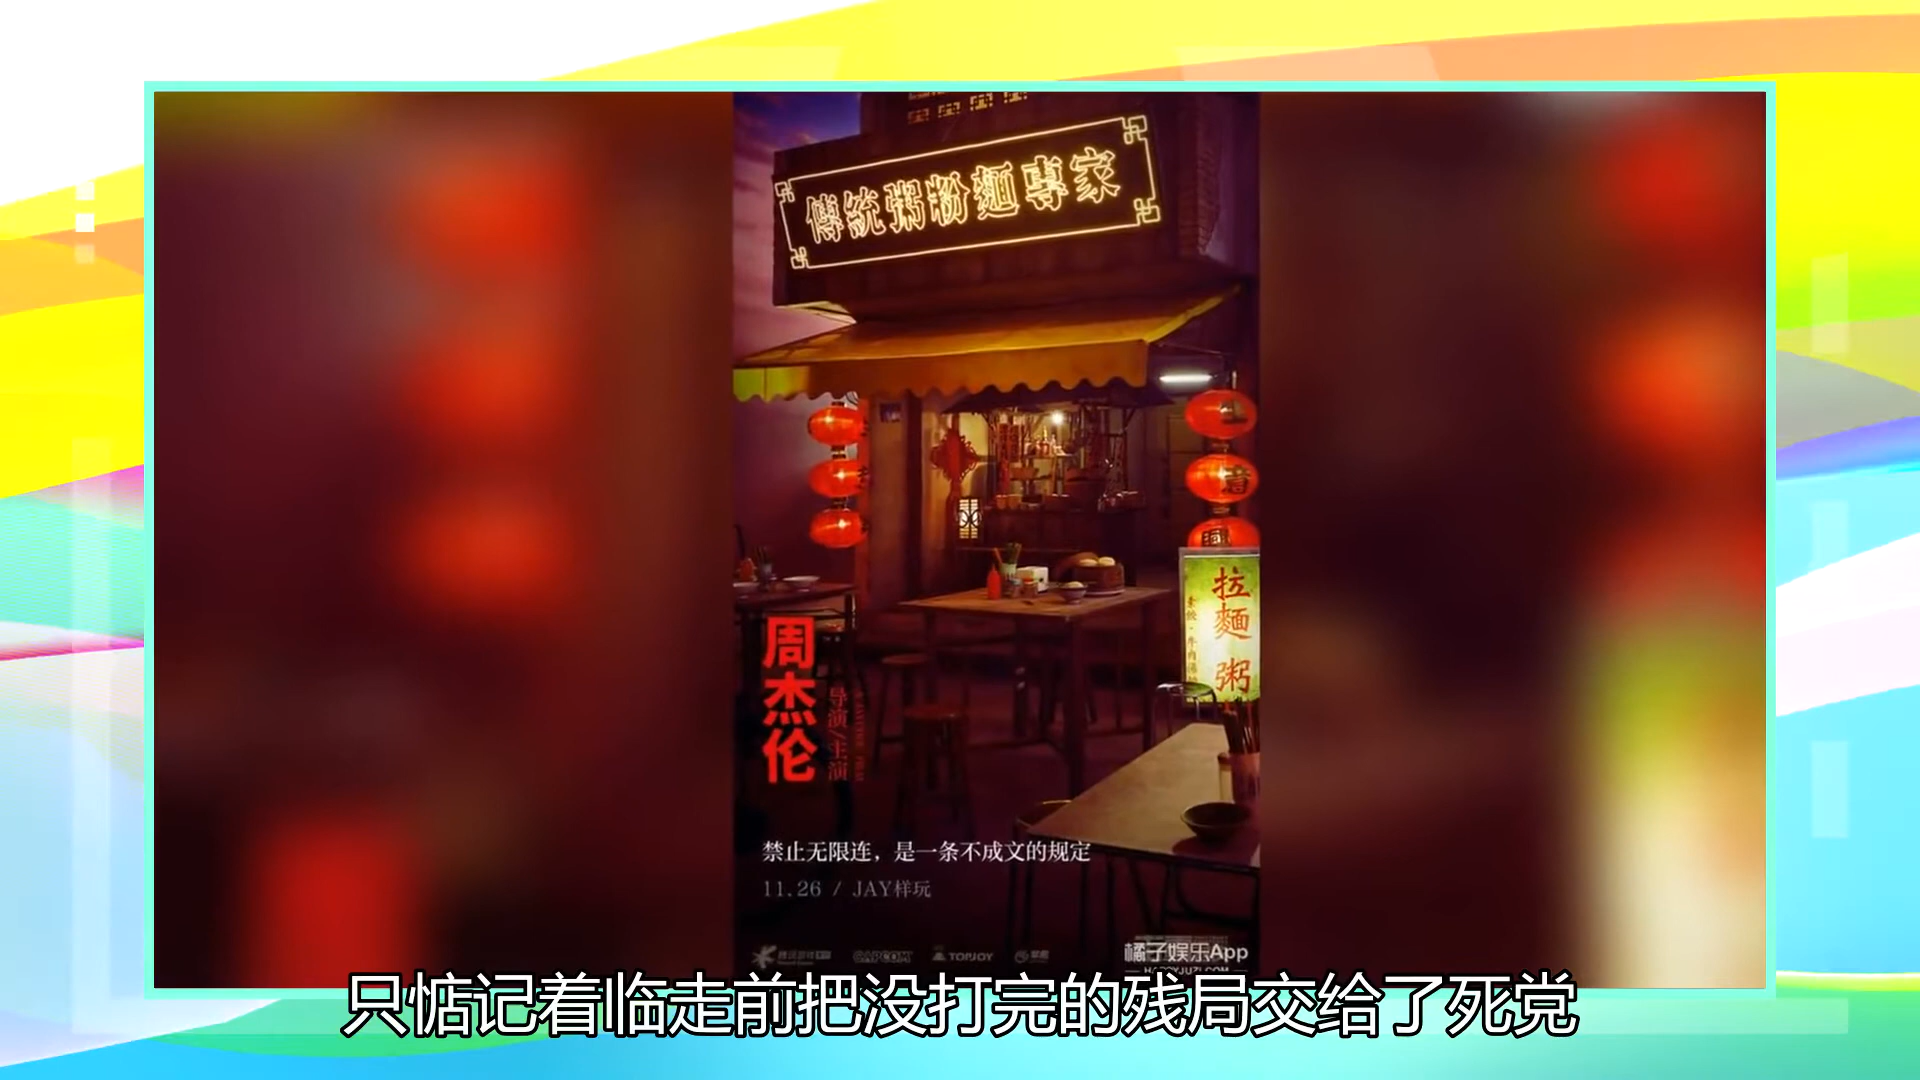 傳統粥粉麵專家
拉麵 粥
周杰伦
导演/主演
禁止无限连，是一条不成文的规定
11.26 / JAY样玩
CAPCOM
TOPJOY
橘子娱乐App
HAPPYJUZI.COM
只惦记着临走前把没打完的残局交给了死党